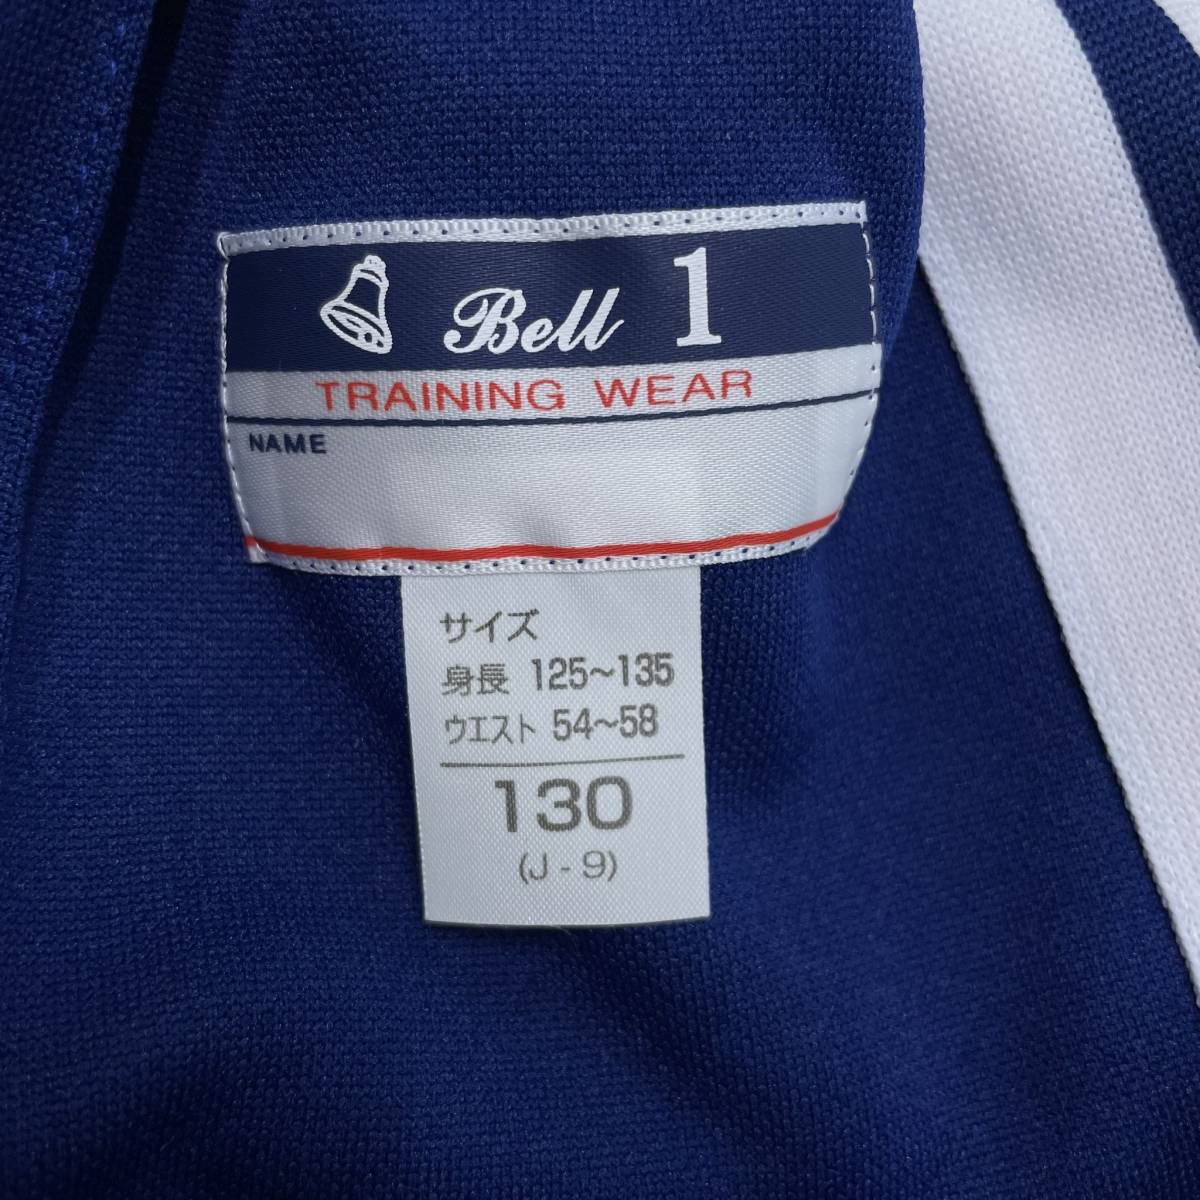 Bell 1
TRAINING WEAR
NAME
サイズ
身長 125~135
ウエスト 54~58
130
(J-9)